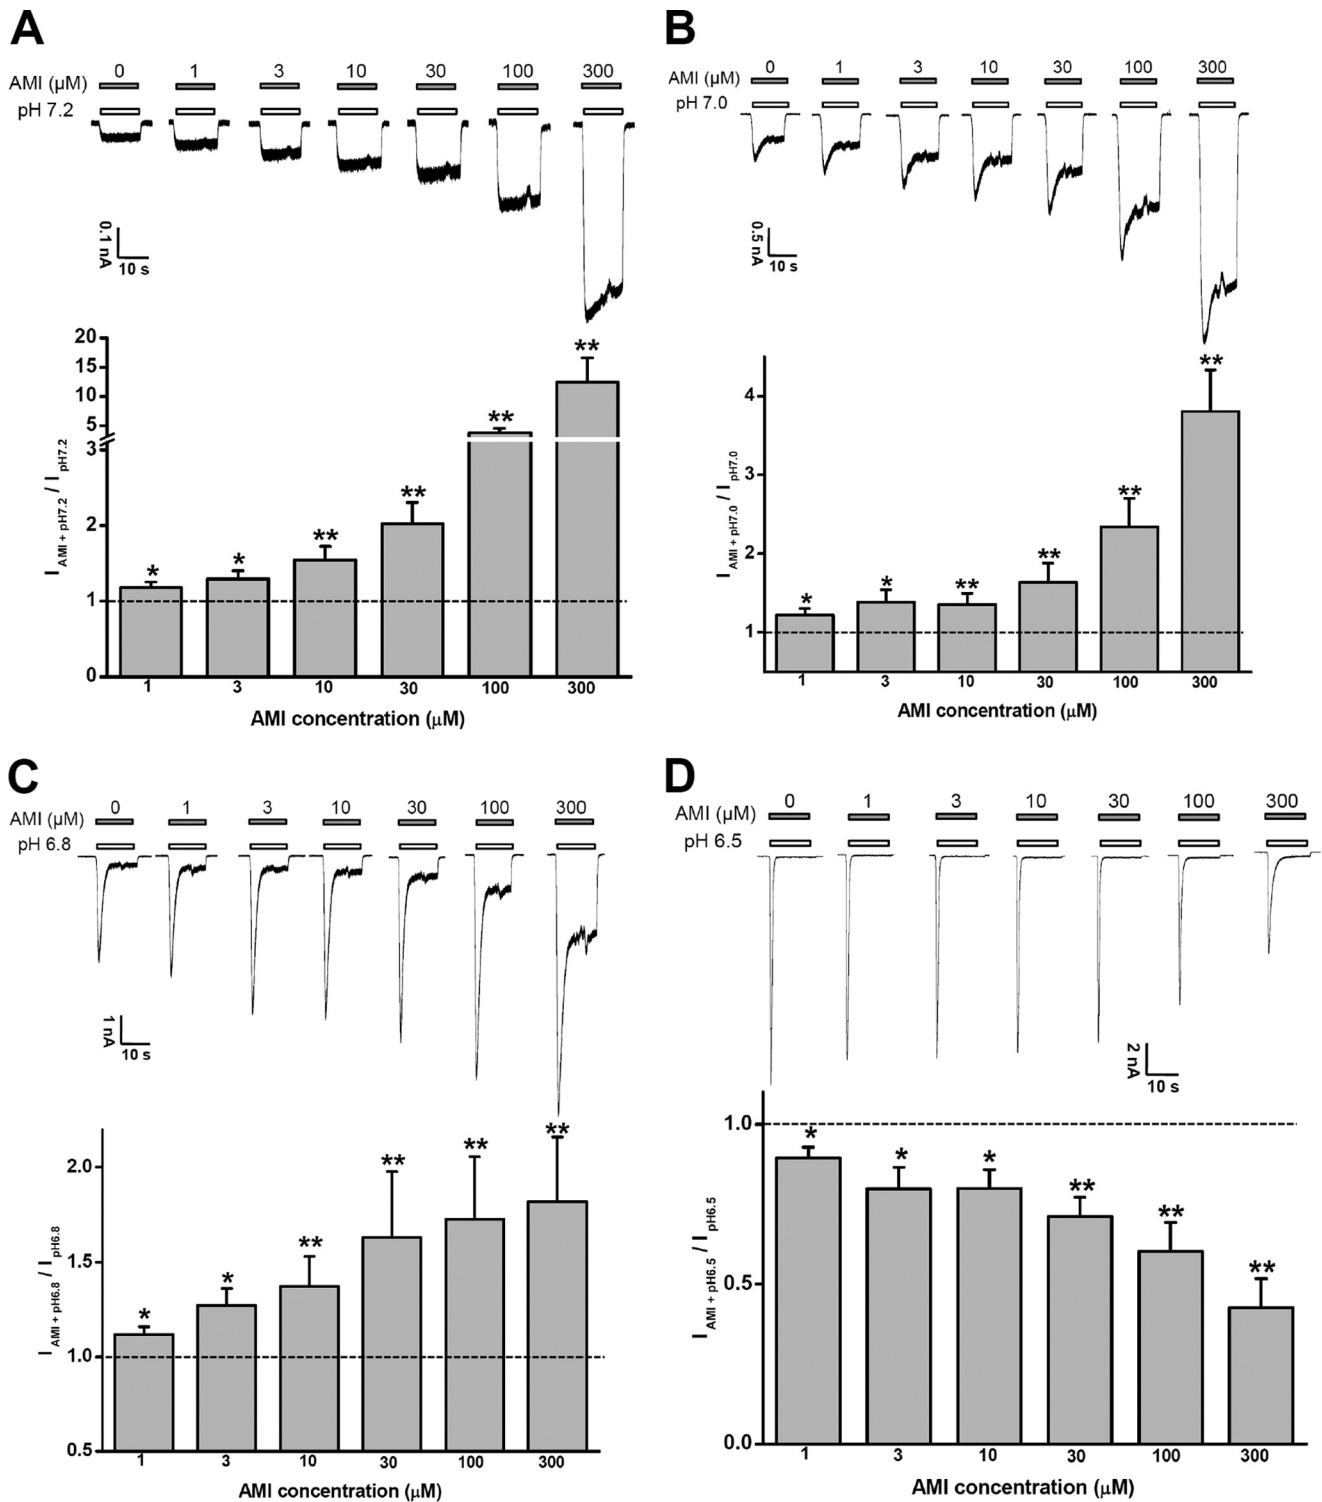 A
AMI (µM) 0 1 3 10 30 100 300
pH 7.2
0.1 nA
10 s
20
15
10
5
3
2
1
0
I AMI + pH7.2 / I pH7.2
* * ** ** ** **
1 3 10 30 100 300
AMI concentration (µM)
B
AMI (µM) 0 1 3 10 30 100 300
pH 7.0
0.5 nA
10 s
4
3
2
1
I AMI + pH7.0 / I pH7.0
* * ** ** ** **
1 3 10 30 100 300
AMI concentration (µM)
C
AMI (µM) 0 1 3 10 30 100 300
pH 6.8
1 nA
10 s
2.0
1.5
1.0
0.5
I AMI + pH6.8 / I pH6.8
* * ** ** ** **
1 3 10 30 100 300
AMI concentration (µM)
D
AMI (µM) 0 1 3 10 30 100 300
pH 6.5
2 nA
10 s
1.0
0.5
0.0
I AMI + pH6.5 / I pH6.5
* * * ** ** **
1 3 10 30 100 300
AMI concentration (µM)